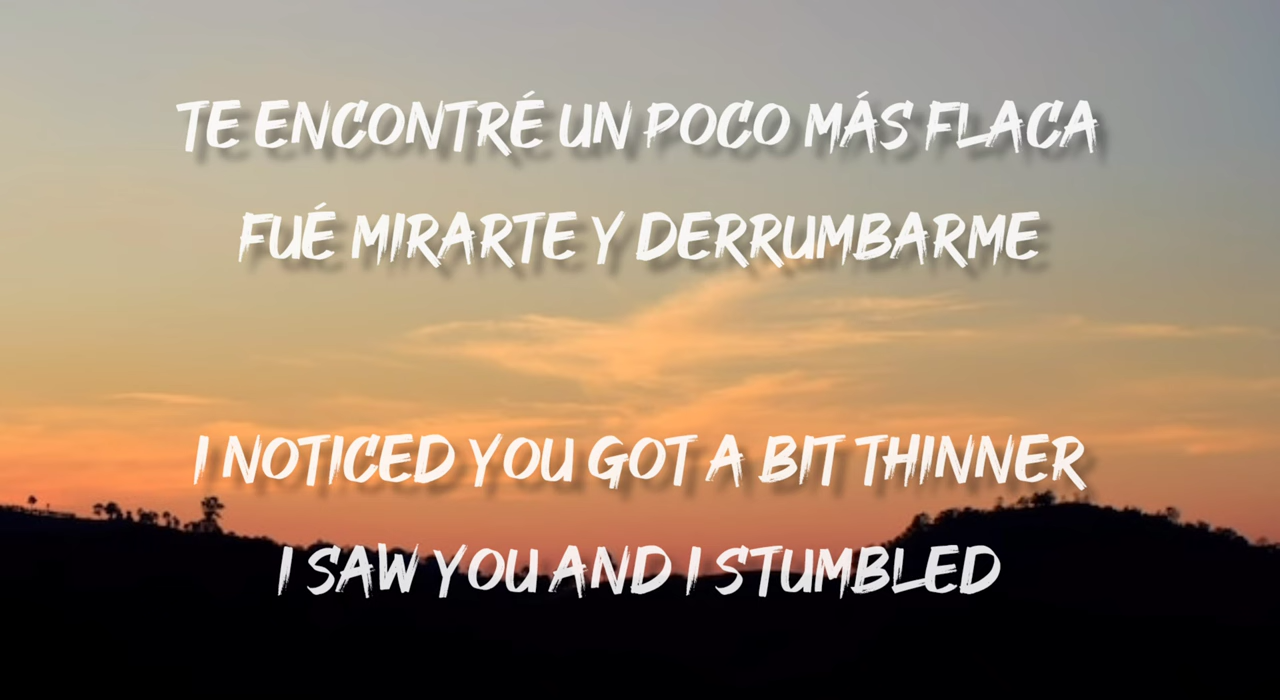 TE ENCONTRÉ UN POCO MÁS FLACA
FUÉ MIRARTE Y DERRUMBARME
I NOTICED YOU GOT A BIT THINNER
I SAW YOU AND I STUMBLED